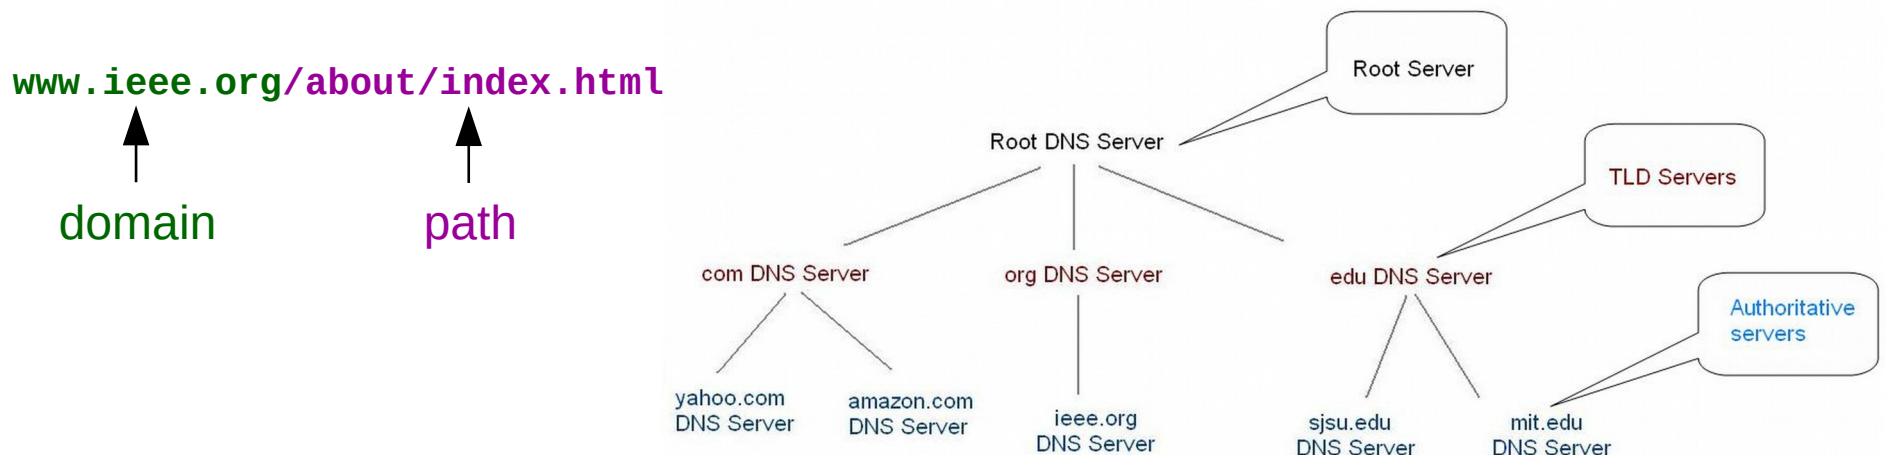 www.ieee.org/about/index.html
domain
path
Root Server
Root DNS Server
TLD Servers
com DNS Server
org DNS Server
edu DNS Server
Authoritative
servers
yahoo.com
DNS Server
amazon.com
DNS Server
ieee.org
DNS Server
sjsu.edu
DNS Server
mit.edu
DNS Server